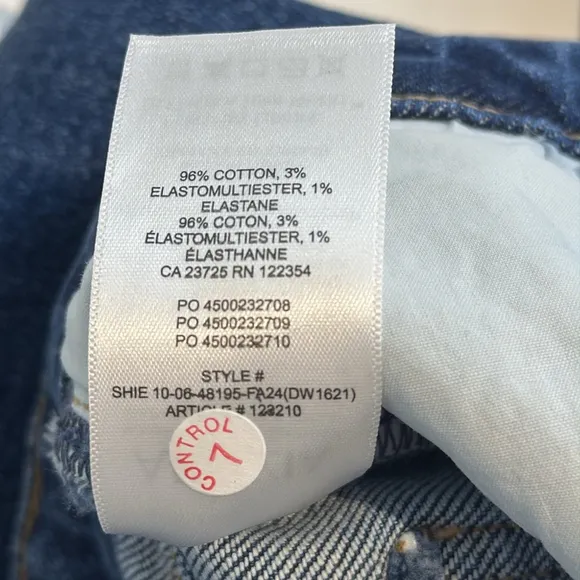 96% COTTON, 3%
ELASTOMULTIESTER, 1%
ELASTANE
96% COTON, 3%
ÉLASTOMULTIESTER, 1%
ÉLASTHANNE
CA 23725 RN 122354
PO 4500232708
PO 4500232709
PO 4500232710
STYLE #
SHIE 10-06-48195-FA24(DW1621)
ARTICLE # 123210
CONTROL
7